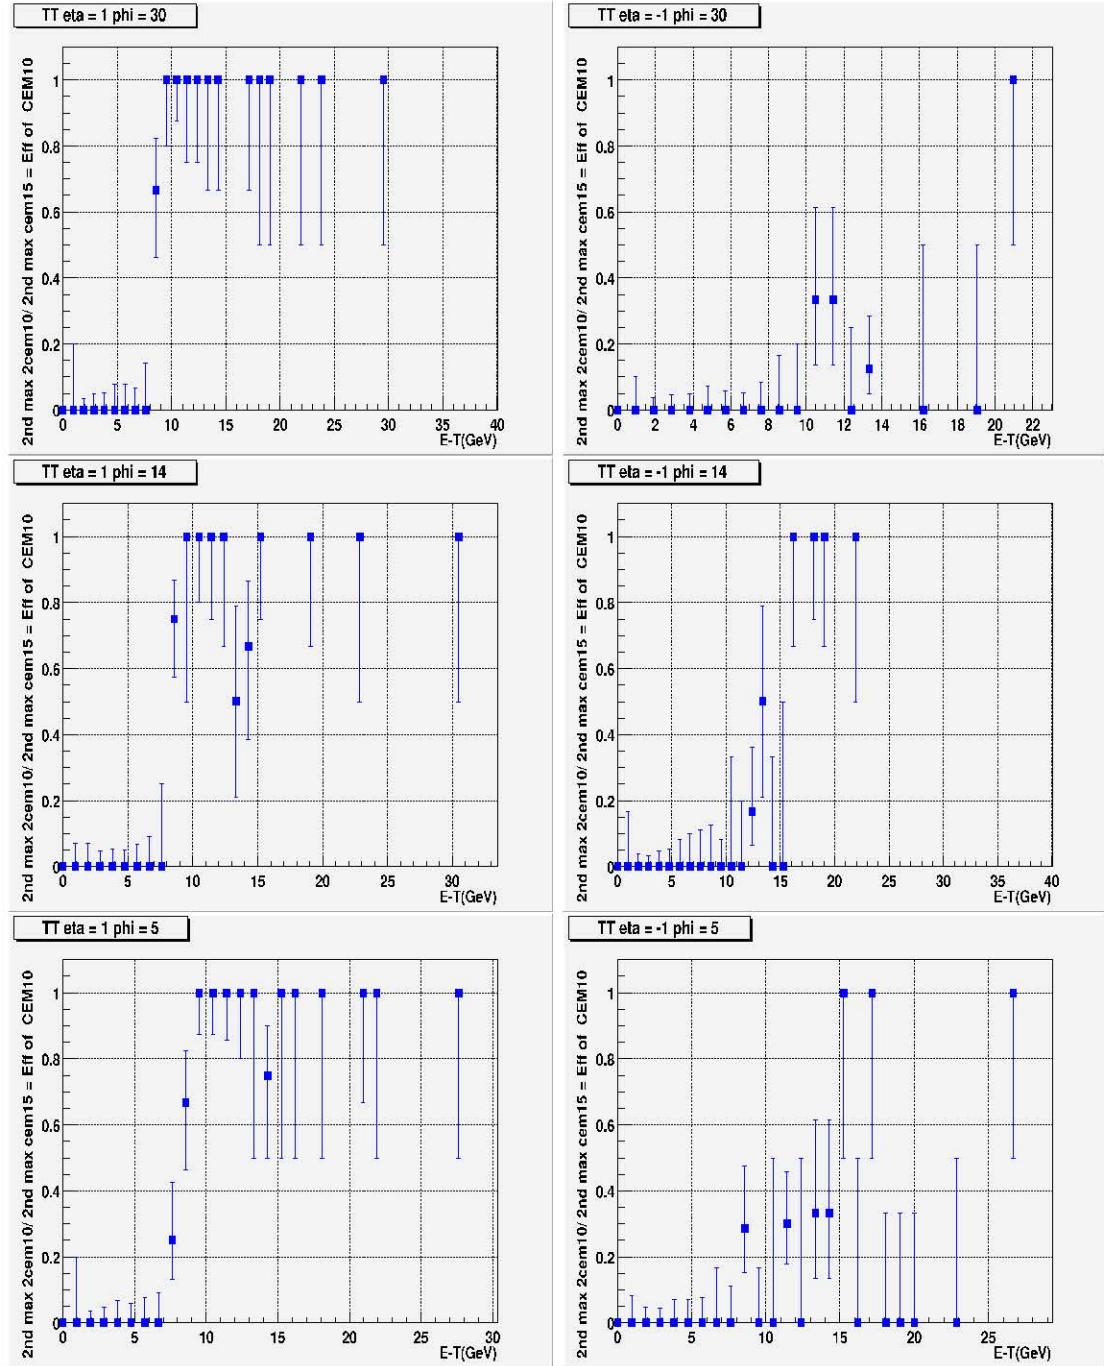 TT eta = 1 phi = 30
2nd max 2cem10/ 2nd max cem15 = Eff of CEM10
1
0.8
0.6
0.4
0.2
0
0 5 10 15 20 25 30 35 40
E-T(GeV)
TT eta = -1 phi = 30
2nd max 2cem10/ 2nd max cem15 = Eff of CEM10
1
0.8
0.6
0.4
0.2
0
0 2 4 6 8 10 12 14 16 18 20 22
E-T(GeV)
TT eta = 1 phi = 14
2nd max 2cem10/ 2nd max cem15 = Eff of CEM10
1
0.8
0.6
0.4
0.2
0
0 5 10 15 20 25 30
E-T(GeV)
TT eta = -1 phi = 14
2nd max 2cem10/ 2nd max cem15 = Eff of CEM10
1
0.8
0.6
0.4
0.2
0
0 5 10 15 20 25 30 35 40
E-T(GeV)
TT eta = 1 phi = 5
2nd max 2cem10/ 2nd max cem15 = Eff of CEM10
1
0.8
0.6
0.4
0.2
0
0 5 10 15 20 25 30
E-T(GeV)
TT eta = -1 phi = 5
2nd max 2cem10/ 2nd max cem15 = Eff of CEM10
1
0.8
0.6
0.4
0.2
0
0 5 10 15 20 25
E-T(GeV)